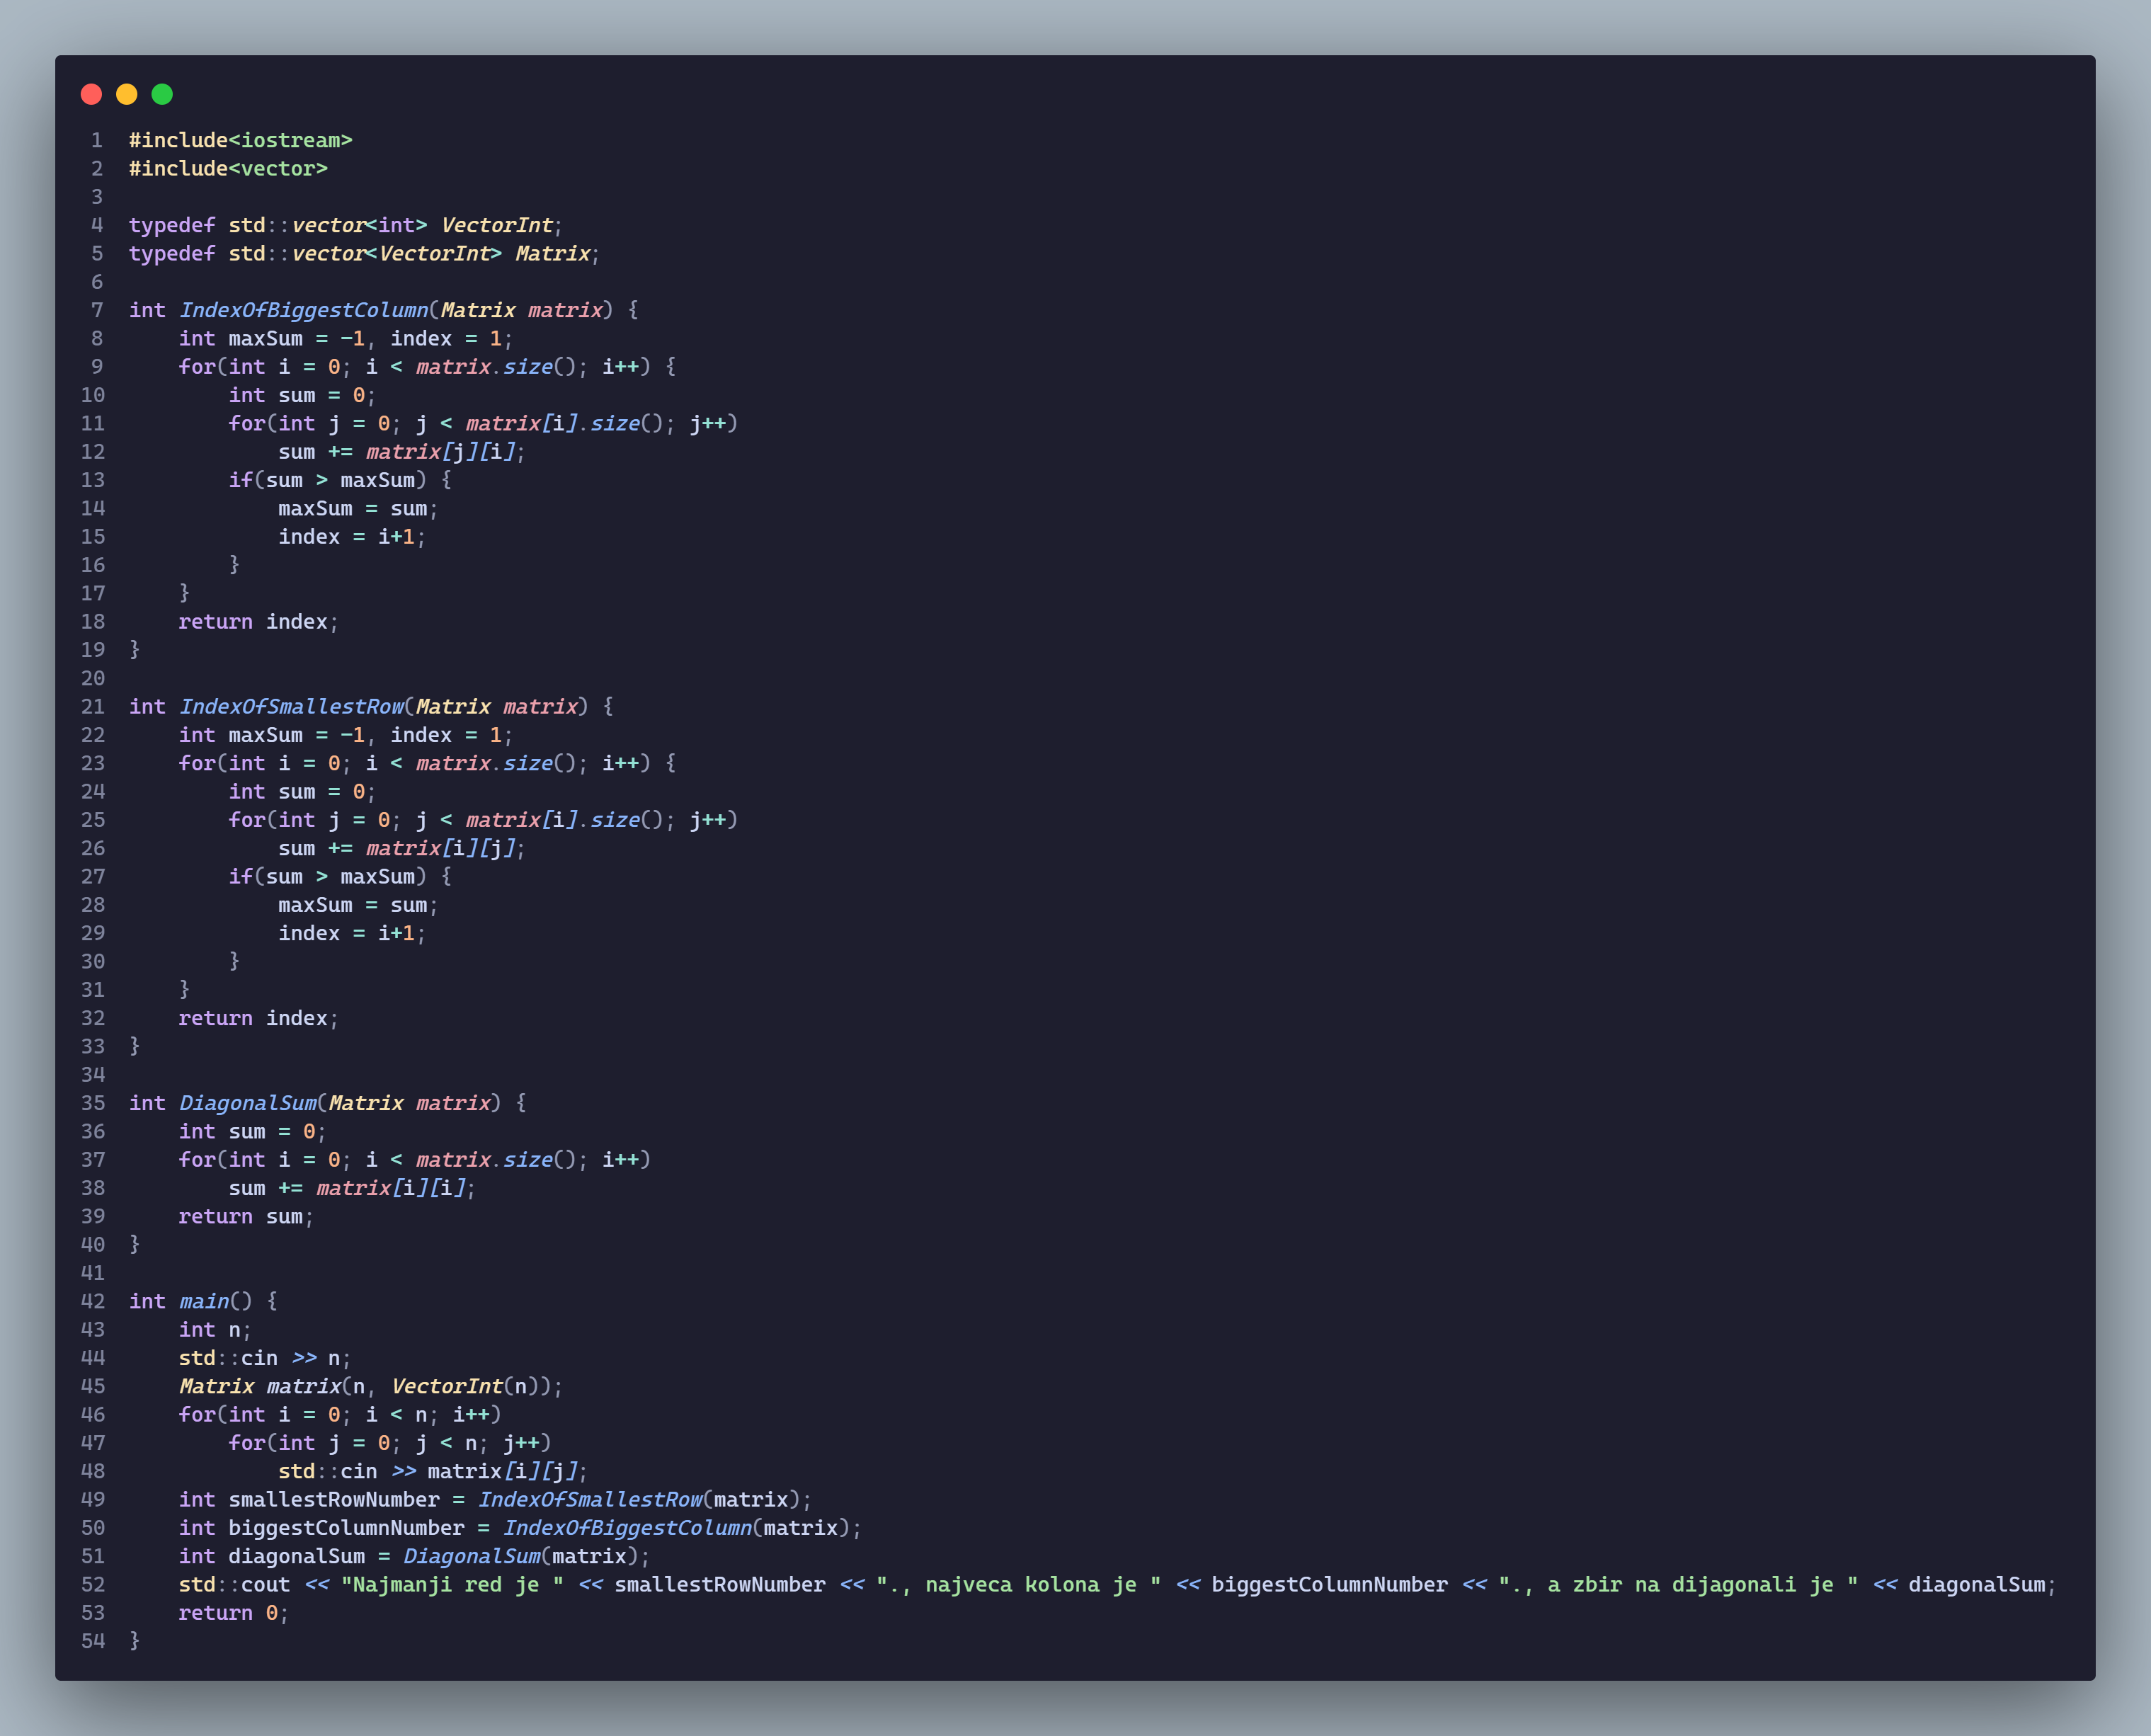 1 #include<iostream>
2 #include<vector>
3
4 typedef std::vector<int> VectorInt;
5 typedef std::vector<VectorInt> Matrix;
6
7 int IndexOfBiggestColumn(Matrix matrix) {
8     int maxSum = -1, index = 1;
9     for(int i = 0; i < matrix.size(); i++) {
10         int sum = 0;
11         for(int j = 0; j < matrix[i].size(); j++)
12             sum += matrix[j][i];
13         if(sum > maxSum) {
14             maxSum = sum;
15             index = i+1;
16         }
17     }
18     return index;
19 }
20
21 int IndexOfSmallestRow(Matrix matrix) {
22     int maxSum = -1, index = 1;
23     for(int i = 0; i < matrix.size(); i++) {
24         int sum = 0;
25         for(int j = 0; j < matrix[i].size(); j++)
26             sum += matrix[i][j];
27         if(sum > maxSum) {
28             maxSum = sum;
29             index = i+1;
30         }
31     }
32     return index;
33 }
34
35 int DiagonalSum(Matrix matrix) {
36     int sum = 0;
37     for(int i = 0; i < matrix.size(); i++)
38         sum += matrix[i][i];
39     return sum;
40 }
41
42 int main() {
43     int n;
44     std::cin >> n;
45     Matrix matrix(n, VectorInt(n));
46     for(int i = 0; i < n; i++)
47         for(int j = 0; j < n; j++)
48             std::cin >> matrix[i][j];
49     int smallestRowNumber = IndexOfSmallestRow(matrix);
50     int biggestColumnNumber = IndexOfBiggestColumn(matrix);
51     int diagonalSum = DiagonalSum(matrix);
52     std::cout << "Najmanji red je " << smallestRowNumber << "., najveca kolona je " << biggestColumnNumber << "., a zbir na dijagonali je " << diagonalSum;
53     return 0;
54 }